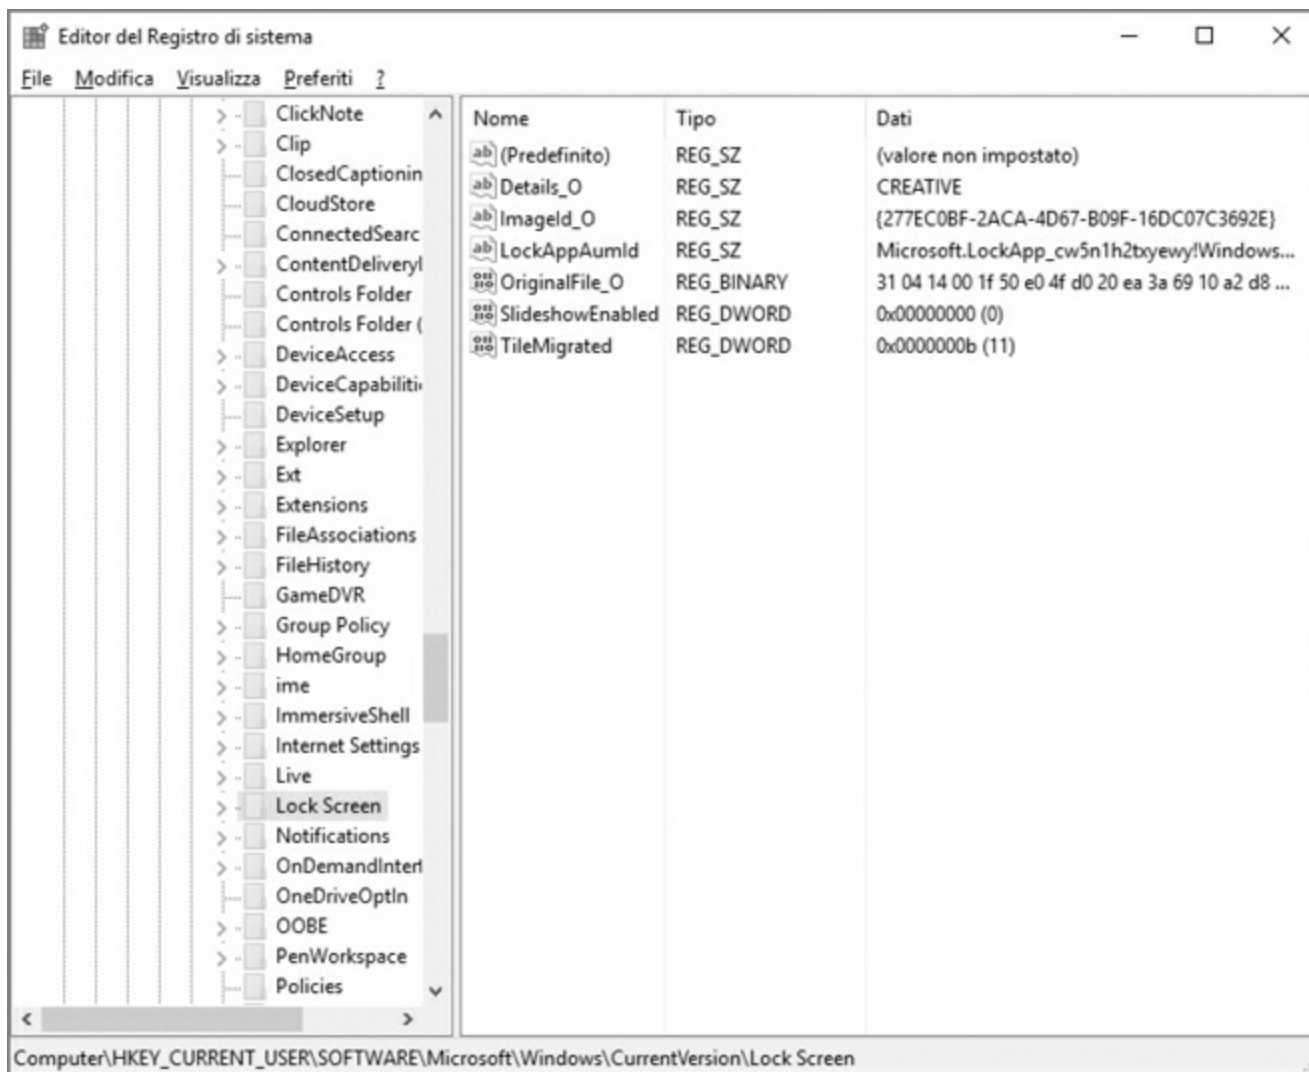 Editor del Registro di sistema
File Modifica Visualizza Preferiti ?
ClickNote
Clip
ClosedCaptionin
CloudStore
ConnectedSearc
ContentDeliveryl
Controls Folder
Controls Folder (
DeviceAccess
DeviceCapabiliti
DeviceSetup
Explorer
Ext
Extensions
FileAssociations
FileHistory
GameDVR
Group Policy
HomeGroup
ime
ImmersiveShell
Internet Settings
Live
Lock Screen
Notifications
OnDemandInterf
OneDriveOptIn
OOBE
PenWorkspace
Policies
Nome Tipo Dati
(Predefinito) REG_SZ (valore non impostato)
Details_O REG_SZ CREATIVE
ImageId_O REG_SZ {277EC0BF-2ACA-4D67-B09F-16DC07C3692E}
LockAppAumId REG_SZ Microsoft.LockApp_cw5n1h2txyewy!Windows...
OriginalFile_O REG_BINARY 31 04 14 00 1f 50 e0 4f d0 20 ea 3a 69 10 a2 d8 ...
SlideshowEnabled REG_DWORD 0x00000000 (0)
TileMigrated REG_DWORD 0x0000000b (11)
Computer\HKEY_CURRENT_USER\SOFTWARE\Microsoft\Windows\CurrentVersion\Lock Screen